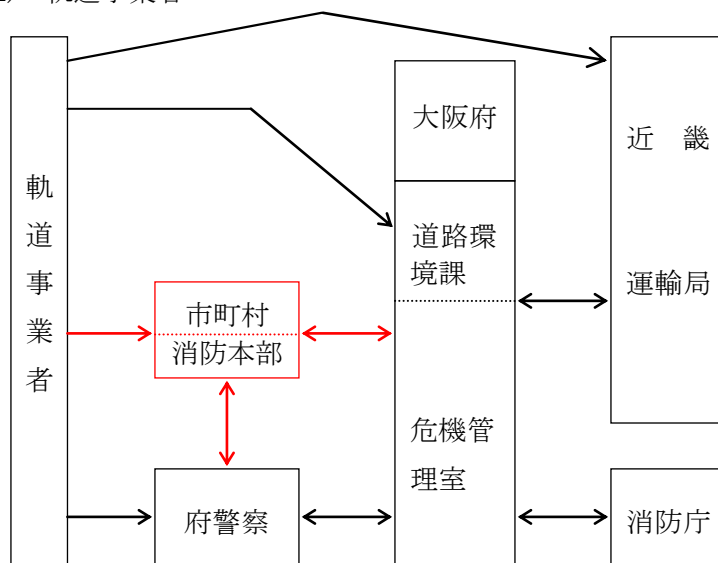 軌道事業者
大阪府
近　畿
運輸局
道路環
境課
市町村
消防本部
危機管
理室
府警察
消防庁